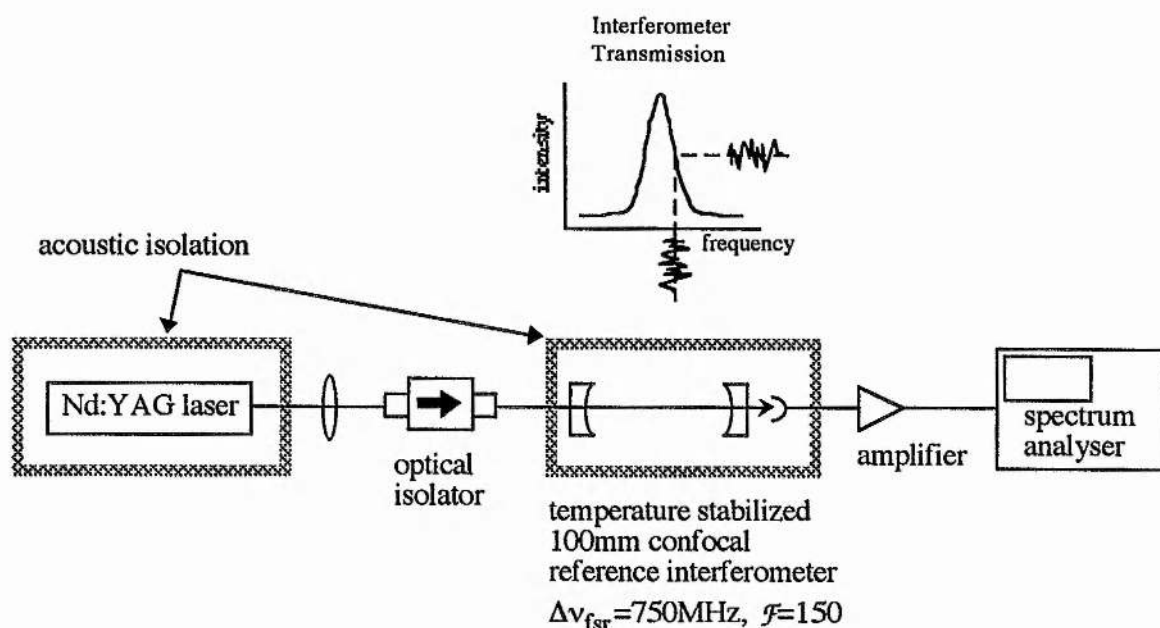 Interferometer
Transmission
intensity
frequency
acoustic isolation
Nd:YAG laser
optical
isolator
temperature stabilized
100mm confocal
reference interferometer
Δν_fsr=750MHz, ℱ=150
amplifier
spectrum
analyser